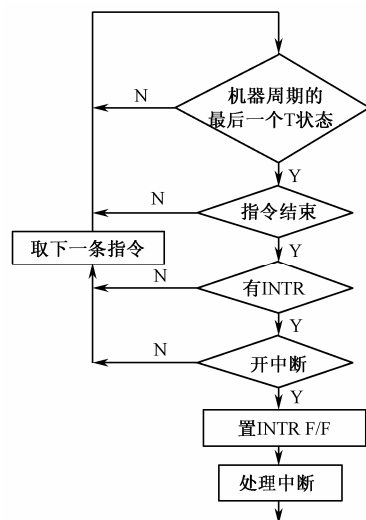 机器周期的
最后一个T状态
N
Y
指令结束
N
Y
取下一条指令
有INTR
N
Y
开中断
N
Y
置INTR F/F
处理中断